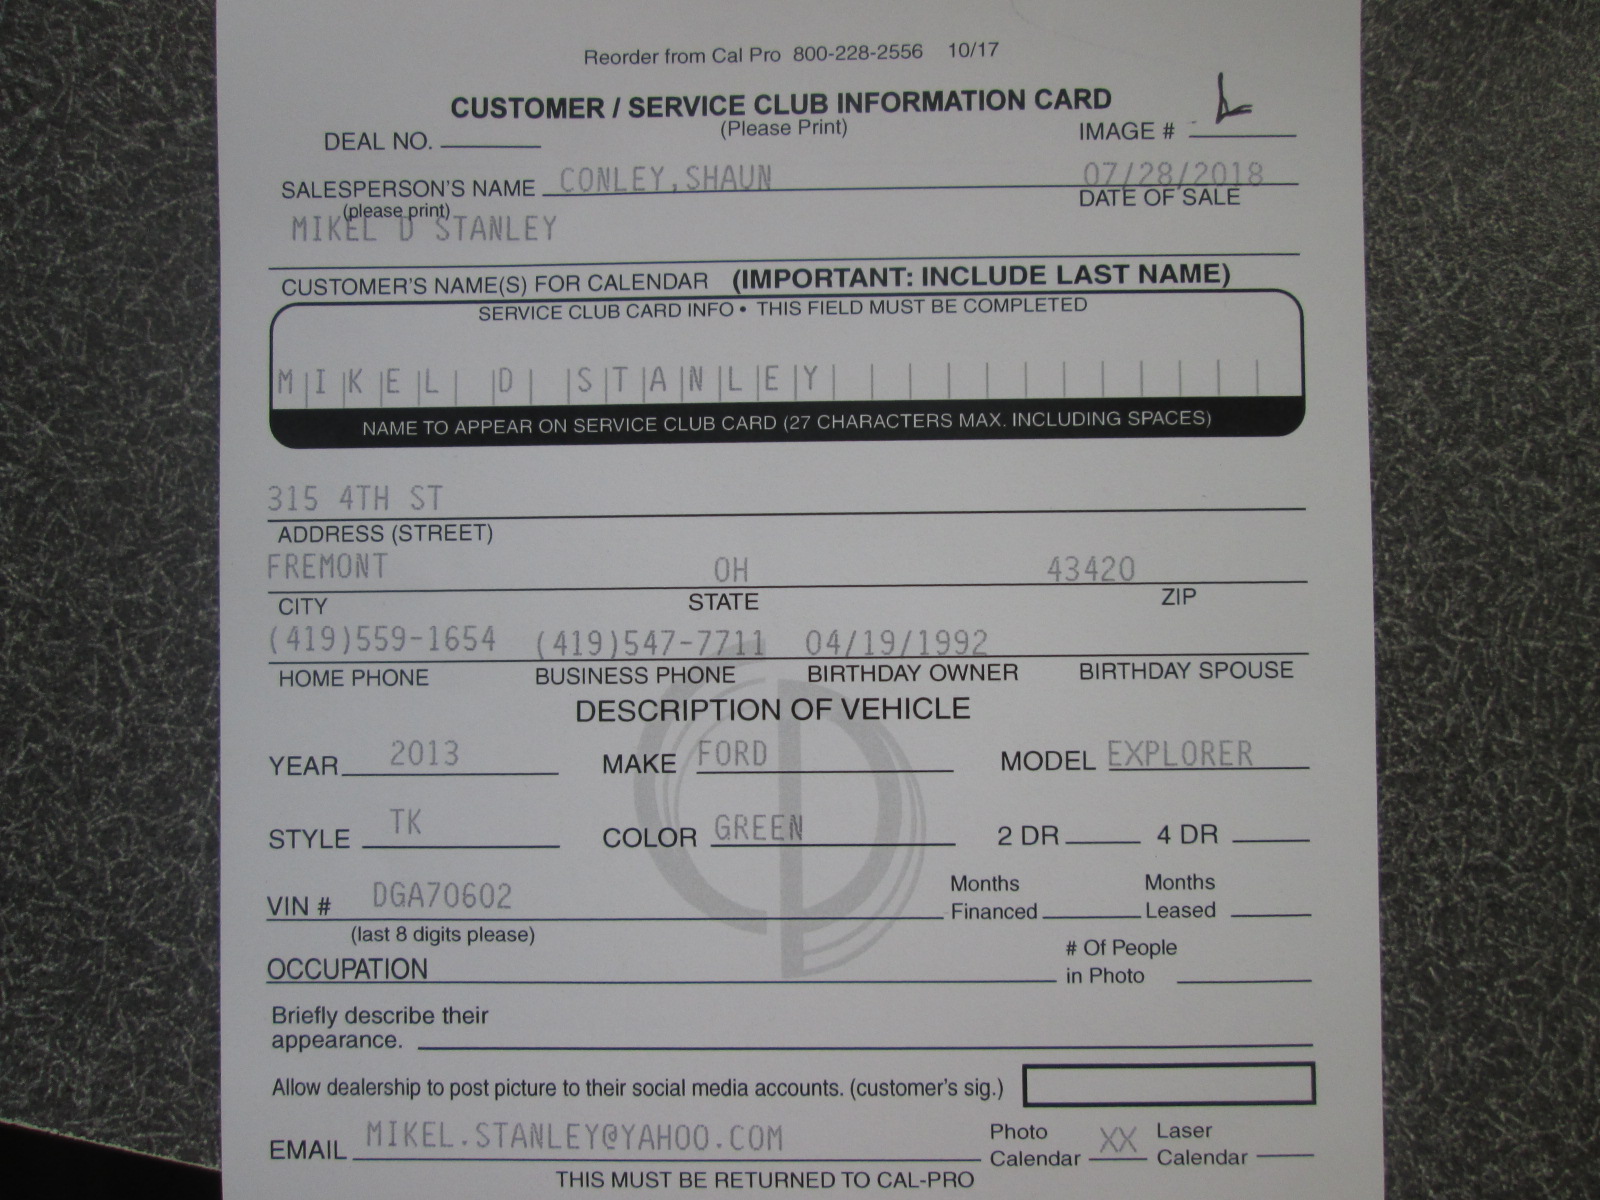 Reorder from Cal Pro 800-228-2556 10/17
CUSTOMER / SERVICE CLUB INFORMATION CARD
(Please Print)
DEAL NO. IMAGE # L
SALESPERSON'S NAME CONLEY,SHAUN 07/28/2018
(please print) DATE OF SALE
MIKEL D STANLEY
CUSTOMER'S NAME(S) FOR CALENDAR (IMPORTANT: INCLUDE LAST NAME)
SERVICE CLUB CARD INFO • THIS FIELD MUST BE COMPLETED
MIKEL D STANLEY
NAME TO APPEAR ON SERVICE CLUB CARD (27 CHARACTERS MAX. INCLUDING SPACES)
315 4TH ST
ADDRESS (STREET)
FREMONT OH 43420
CITY STATE ZIP
(419)559-1654 (419)547-7711 04/19/1992
HOME PHONE BUSINESS PHONE BIRTHDAY OWNER BIRTHDAY SPOUSE
DESCRIPTION OF VEHICLE
YEAR 2013 MAKE FORD MODEL EXPLORER
STYLE TK COLOR GREEN 2 DR 4 DR
VIN # DGA70602 Months Financed Months Leased
(last 8 digits please)
OCCUPATION # Of People in Photo
Briefly describe their
appearance.
Allow dealership to post picture to their social media accounts. (customer's sig.)
EMAIL MIKEL.STANLEY@YAHOO.COM Photo Calendar XX Laser Calendar
THIS MUST BE RETURNED TO CAL-PRO